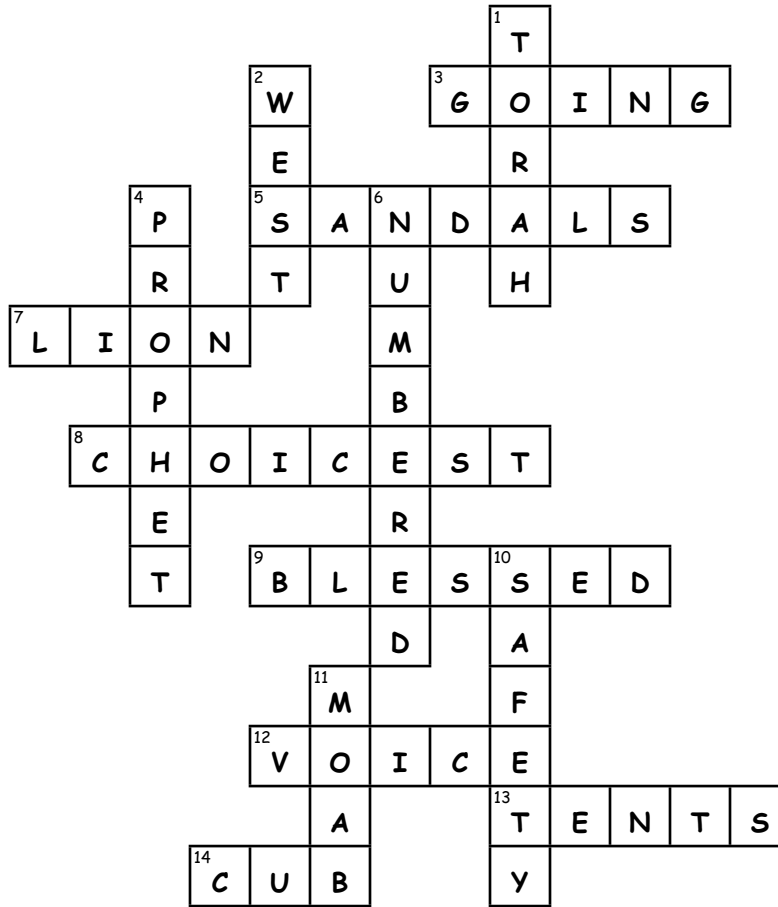 1
T
2 3
W G O I N G
E R
4 5 6
P S A N D A L S
R T U H
7
L I O N M
P B
8
C H O I C E S T
E R
9 10
T B L E S S E D
D A
11
M F
12
V O I C E
13
A T E N T S
14
C U B Y